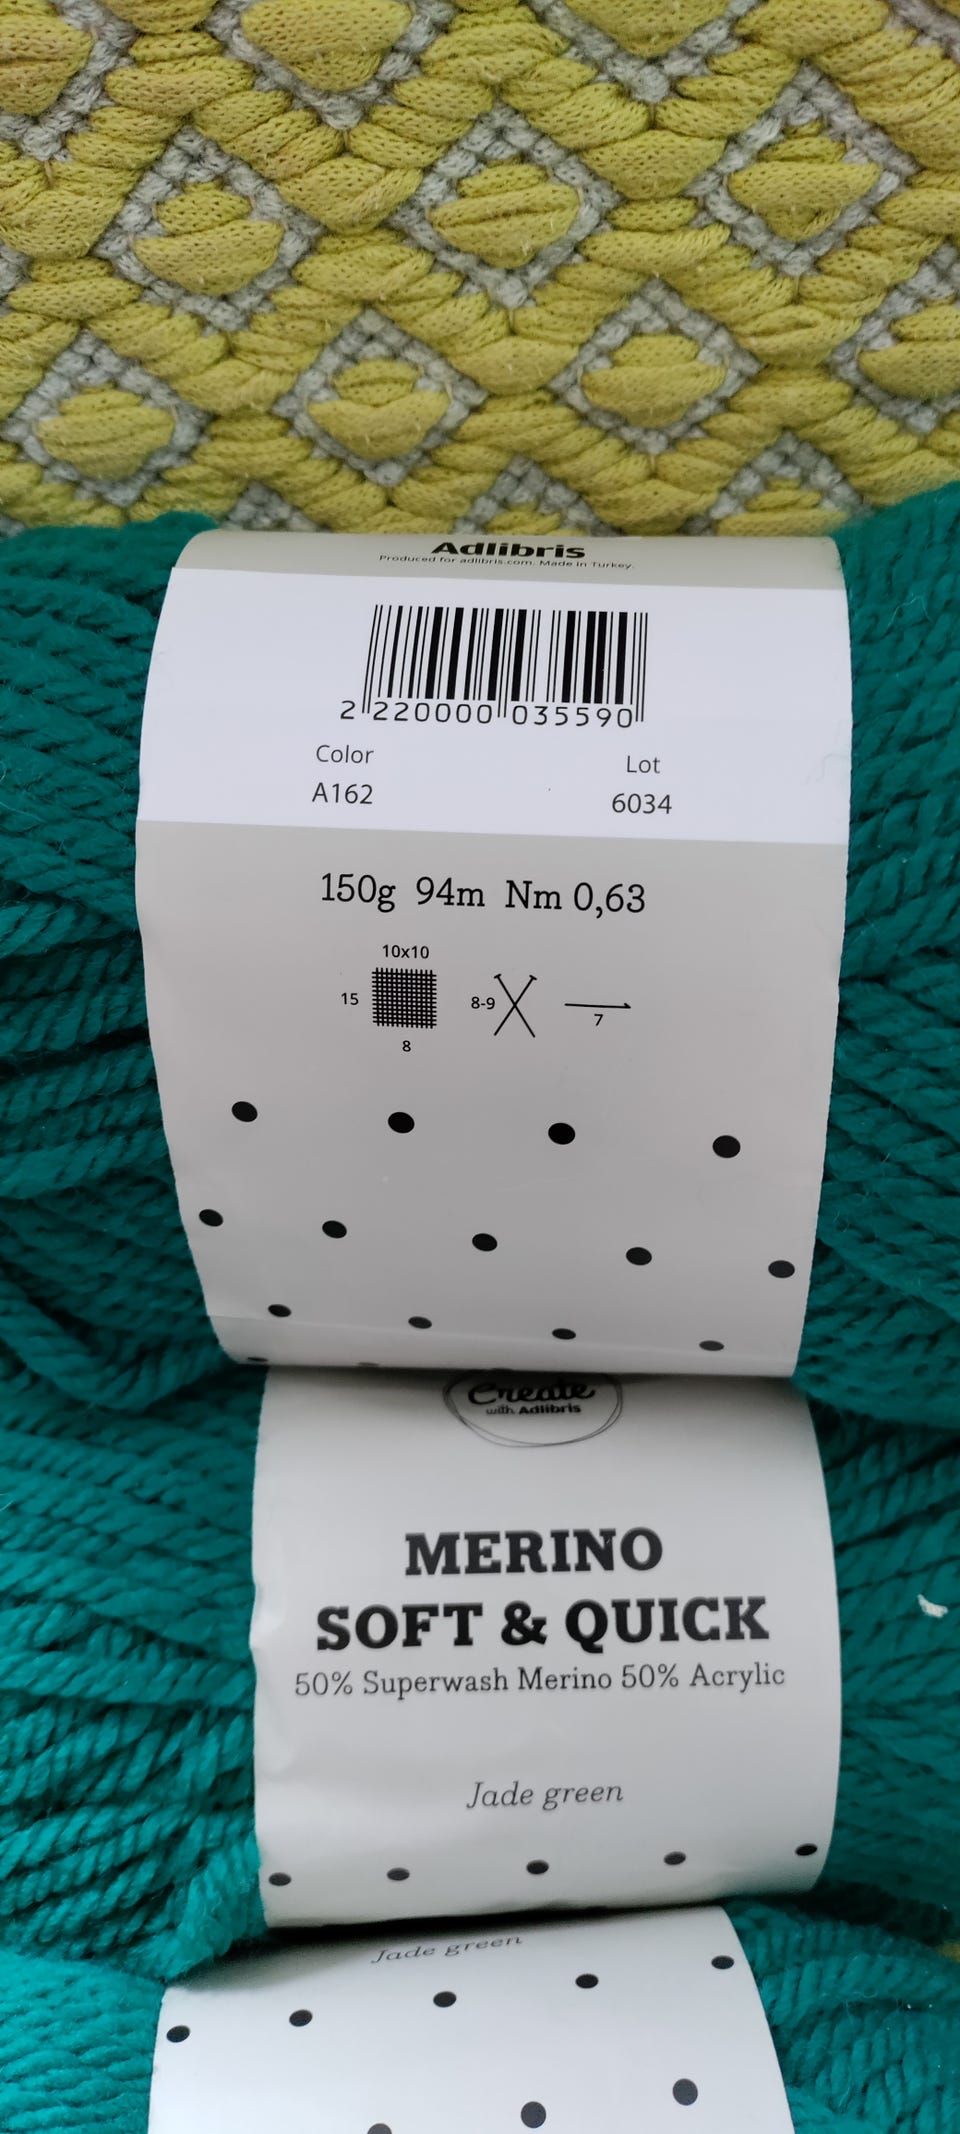 Adlibris
Produced for adlibris.com. Made in Turkey.
2 220000 035590
Color
Lot
A162
6034
150g 94m Nm 0,63
10x10
15
8-9
7
8
Create
with Adlibris
MERINO
SOFT & QUICK
50% Superwash Merino 50% Acrylic
Jade green
Jade green